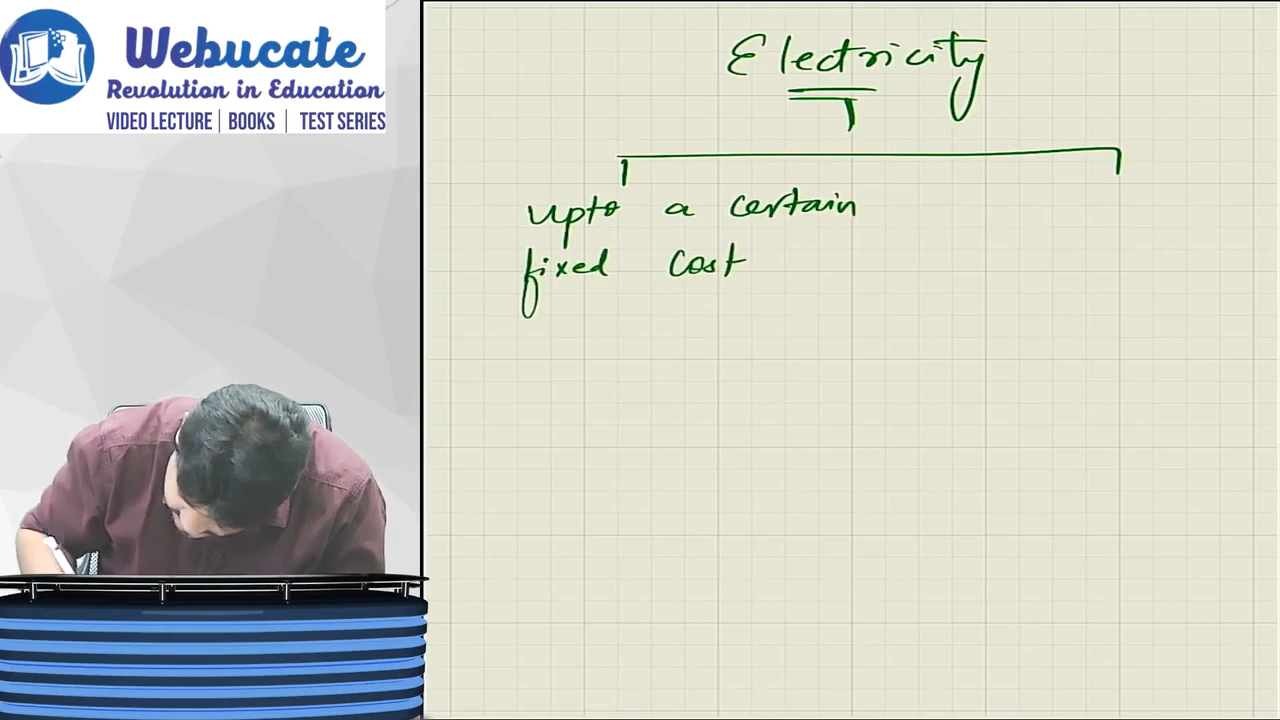 Webucate
Revolution in Education
VIDEO LECTURE | BOOKS | TEST SERIES
Electricity
upto a certain
fixed cost